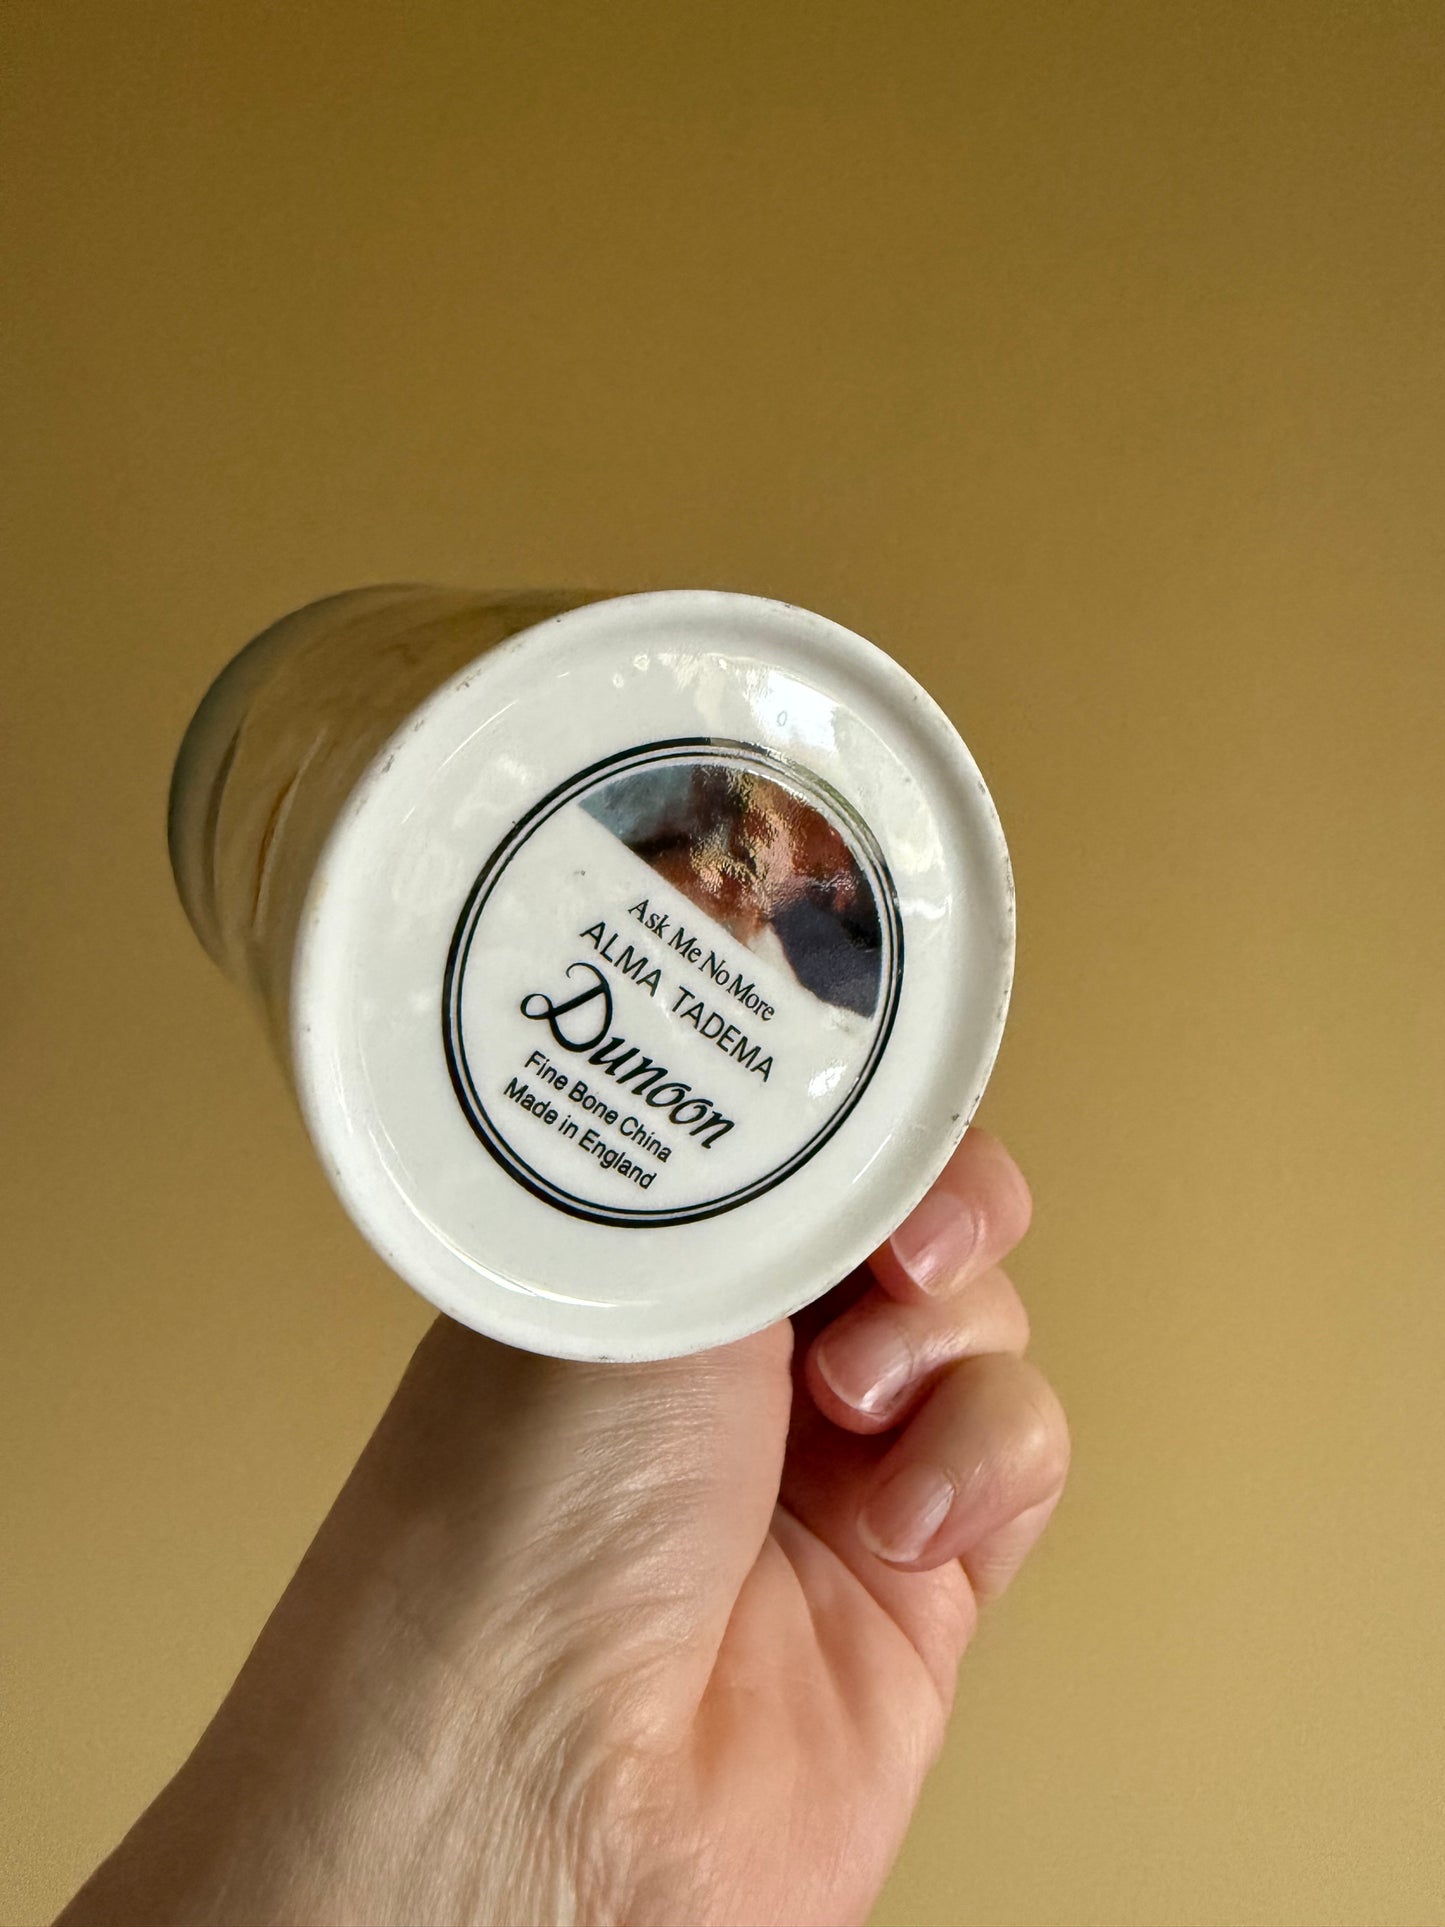 Ask Me No More
ALMA TADEMA
Dunoon
Fine Bone China
Made in England